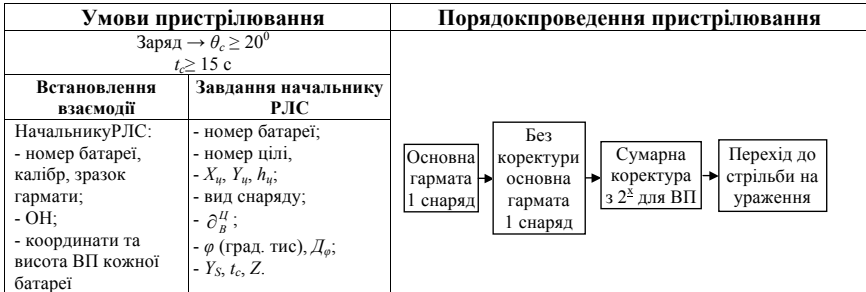 Умови пристрілювання
Порядокпроведення пристрілювання
Заряд → θc ≥ 20⁰
tc≥ 15 с
Встановлення
взаємодії
Завдання начальнику
РЛС
НачальникуРЛС:
- номер батареї,
калібр, зразок
гармати;
- ОН;
- координати та
висота ВП кожної
батареї
- номер батареї;
- номер цілі,
- Xц, Yц, hц;
- вид снаряду;
- ∂ВЦ ;
- φ (град. тис), Дφ;
- YS, tc, Z.
Основна
гармата
1 снаряд
Без
коректури
основна
гармата
1 снаряд
Сумарна
коректура
з 2х для ВП
Перехід до
стрільби на
ураження